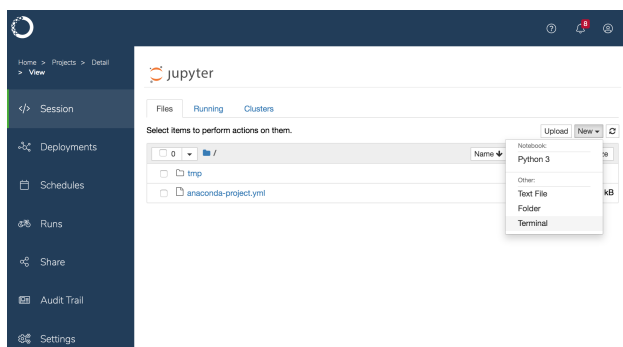 8
Home > Projects > Detail
> View
Session
Deployments
Schedules
Runs
Share
Audit Trail
Settings
jupyter
Files Running Clusters
Select items to perform actions on them.
Upload New
0 / Name
tmp
anaconda-project.yml kB
Notebook:
Python 3
Other:
Text File
Folder
Terminal